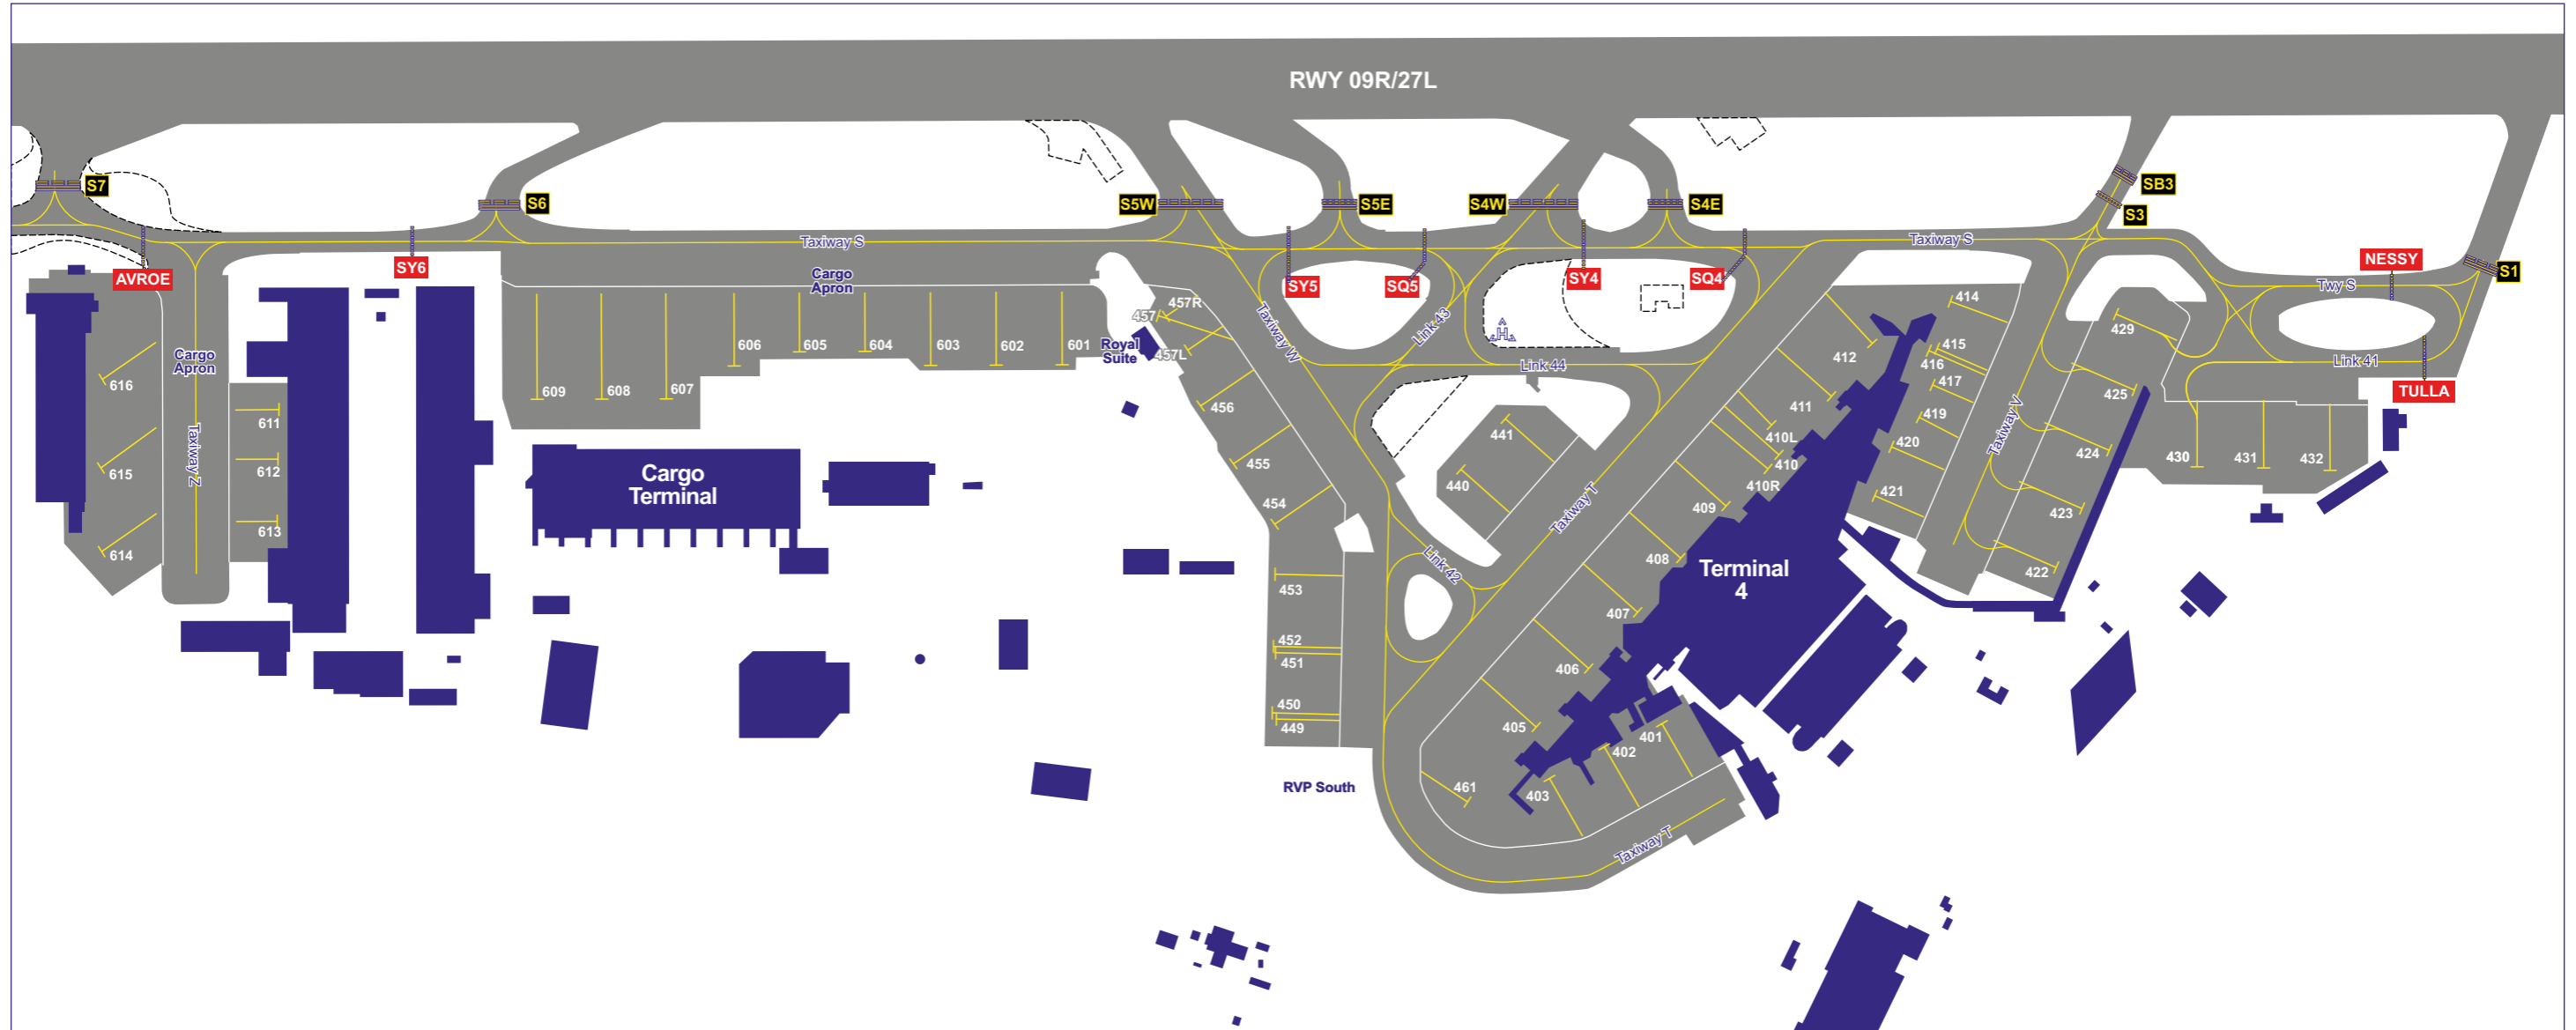 RWY 09R/27L
S7
S6
S5W
S5E
S4W
S4E
SB3
S3
S1
Taxiway S
Taxiway S
Twy S
AVROE
SY6
SY5
SQ5
SY4
SQ4
NESSY
TULLA
Cargo
Apron
Cargo
Apron
Royal
Suite
Taxiway Z
Taxiway W
Link 43
Link 44
Link 42
Link 41
Taxiway T
Taxiway V
Taxiway T
H
616
615
614
611
612
613
609
608
607
606
605
604
603
602
601
457R
457
457L
456
455
454
453
452
451
450
449
441
440
414
412
415
416
417
411
419
410L
410
410R
420
421
409
408
407
406
405
461
403
402
401
429
425
424
423
422
430
431
432
Cargo
Terminal
Terminal
4
RVP South